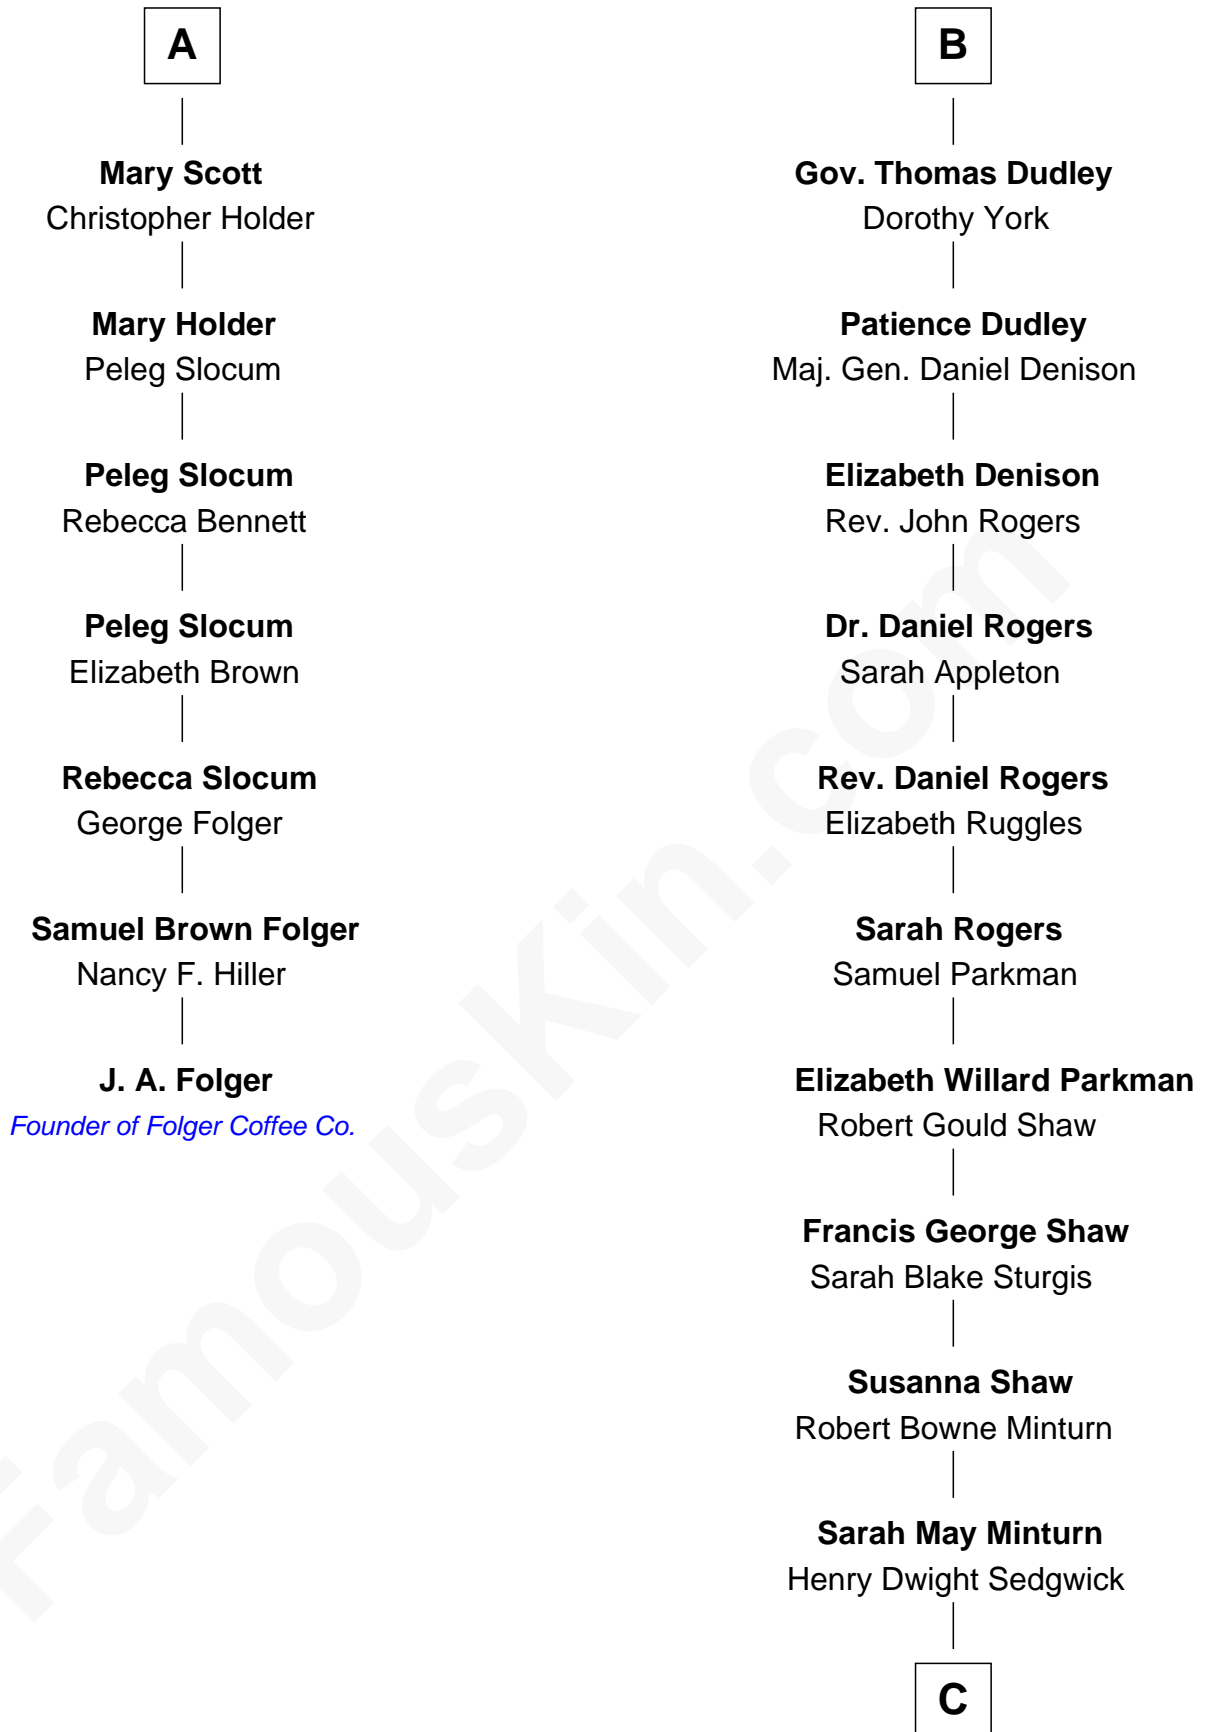 A
Mary Scott
Christopher Holder
Mary Holder
Peleg Slocum
Peleg Slocum
Rebecca Bennett
Peleg Slocum
Elizabeth Brown
Rebecca Slocum
George Folger
Samuel Brown Folger
Nancy F. Hiller
J. A. Folger
Founder of Folger Coffee Co.
B
Gov. Thomas Dudley
Dorothy York
Patience Dudley
Maj. Gen. Daniel Denison
Elizabeth Denison
Rev. John Rogers
Dr. Daniel Rogers
Sarah Appleton
Rev. Daniel Rogers
Elizabeth Ruggles
Sarah Rogers
Samuel Parkman
Elizabeth Willard Parkman
Robert Gould Shaw
Francis George Shaw
Sarah Blake Sturgis
Susanna Shaw
Robert Bowne Minturn
Sarah May Minturn
Henry Dwight Sedgwick
C
FamousKin.com